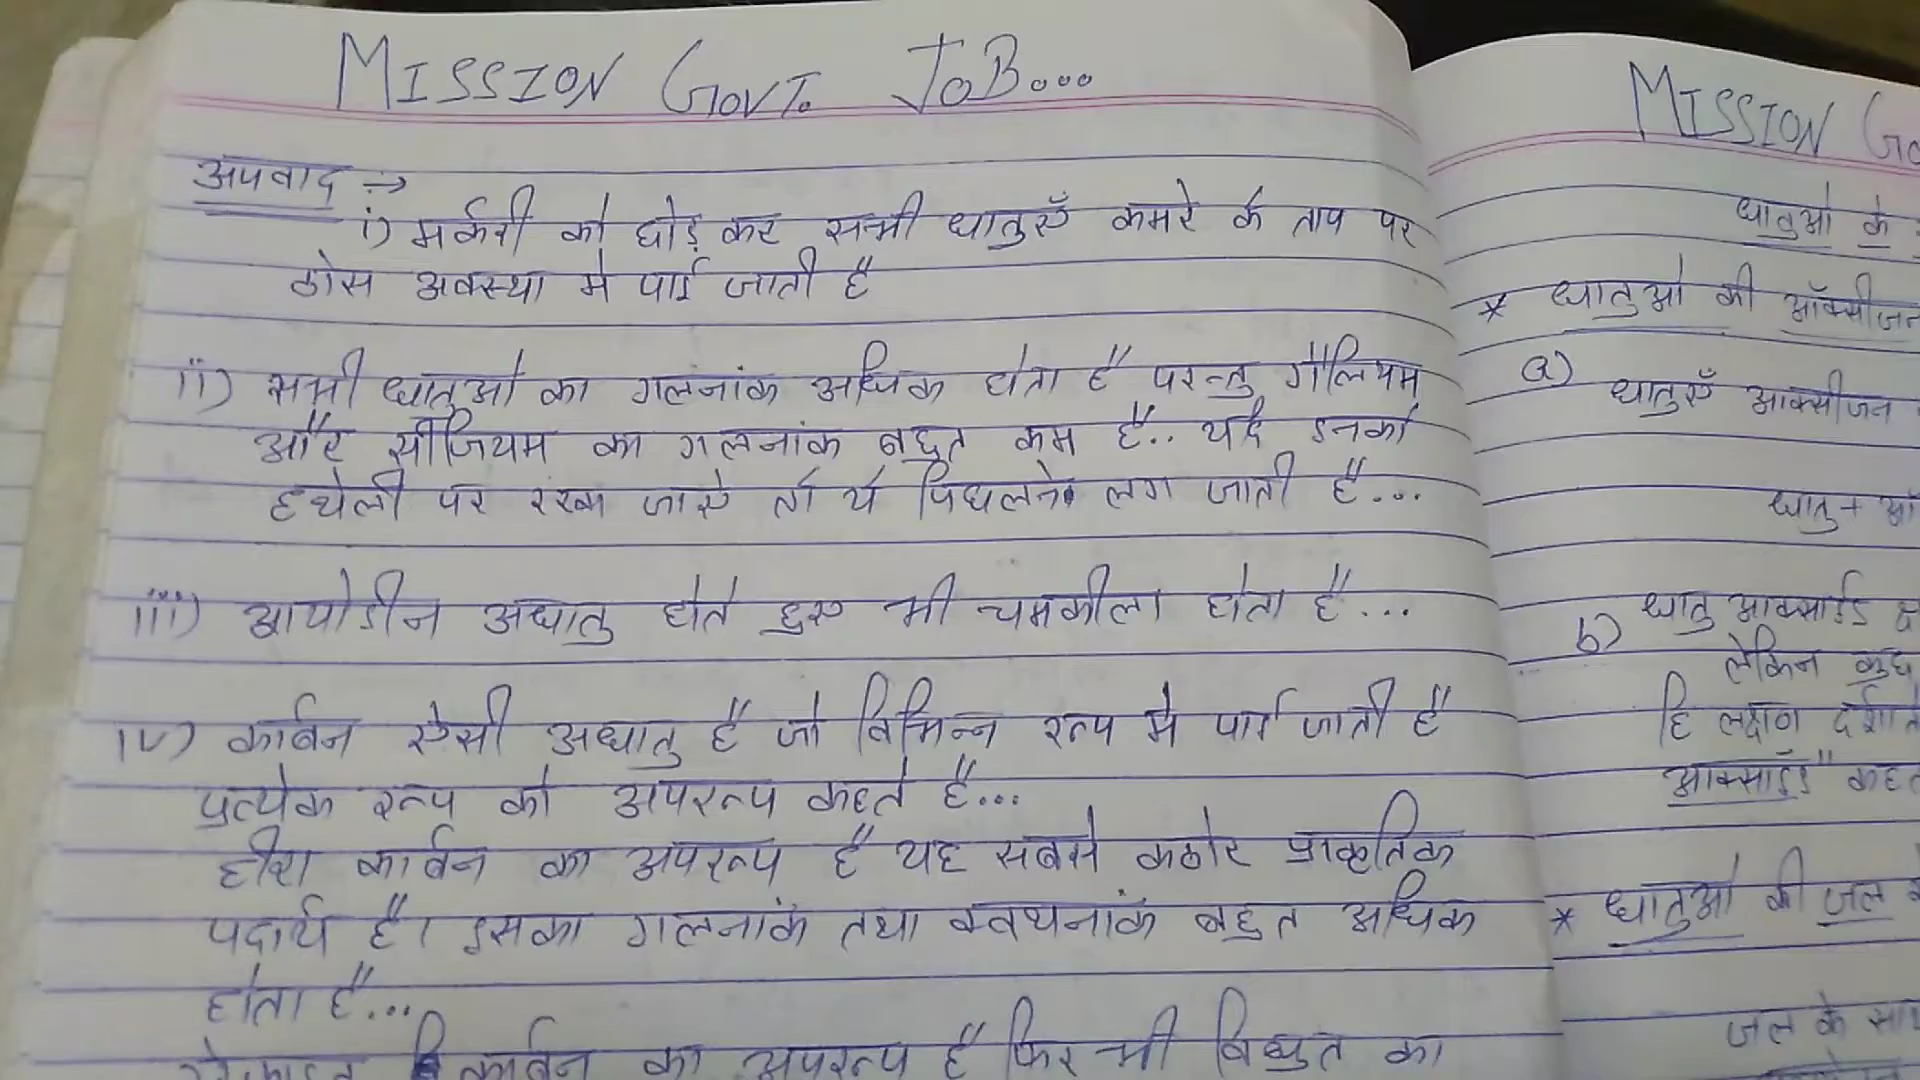 MISSION GOVT. JOB...
अपवाद →
i) मर्करी को छोड़ कर सभी धातुएँ कमरे के ताप पर
ठोस अवस्था मे पाई जाती है
ii) सभी धातुओ का गलनांक अधिक होता है परन्तु गैलियम
और सीजियम का गलनांक बहुत कम है.. यदि इनको
हथेली पर रखा जाए तो ये पिघलने लग जाती है...
iii) आयोडीन अधातु होते हुए भी चमकीला होता है...
iv) कार्बन ऐसी अधातु है जो विभिन्न रूप मे पाई जाती है
प्रत्येक रूप को अपररूप कहते है...
हीरा कार्बन का अपररूप है यह सबसे कठोर प्राकृतिक
पदार्थ है। इसका गलनांक तथा क्वथनांक बहुत अधिक
होता है...
कार्बन का अपररूप है फिर भी विद्युत का
MISSION
धातुओ के
* धातुओ की ऑक्सीजन
a) धातुएँ आक्सीजन
धातु +
b) धातु आक्साईड
लेकिन कुछ
हि लक्षण दर्शाते
आक्साईड" कहते
* धातुओ की जल
जल के साथ